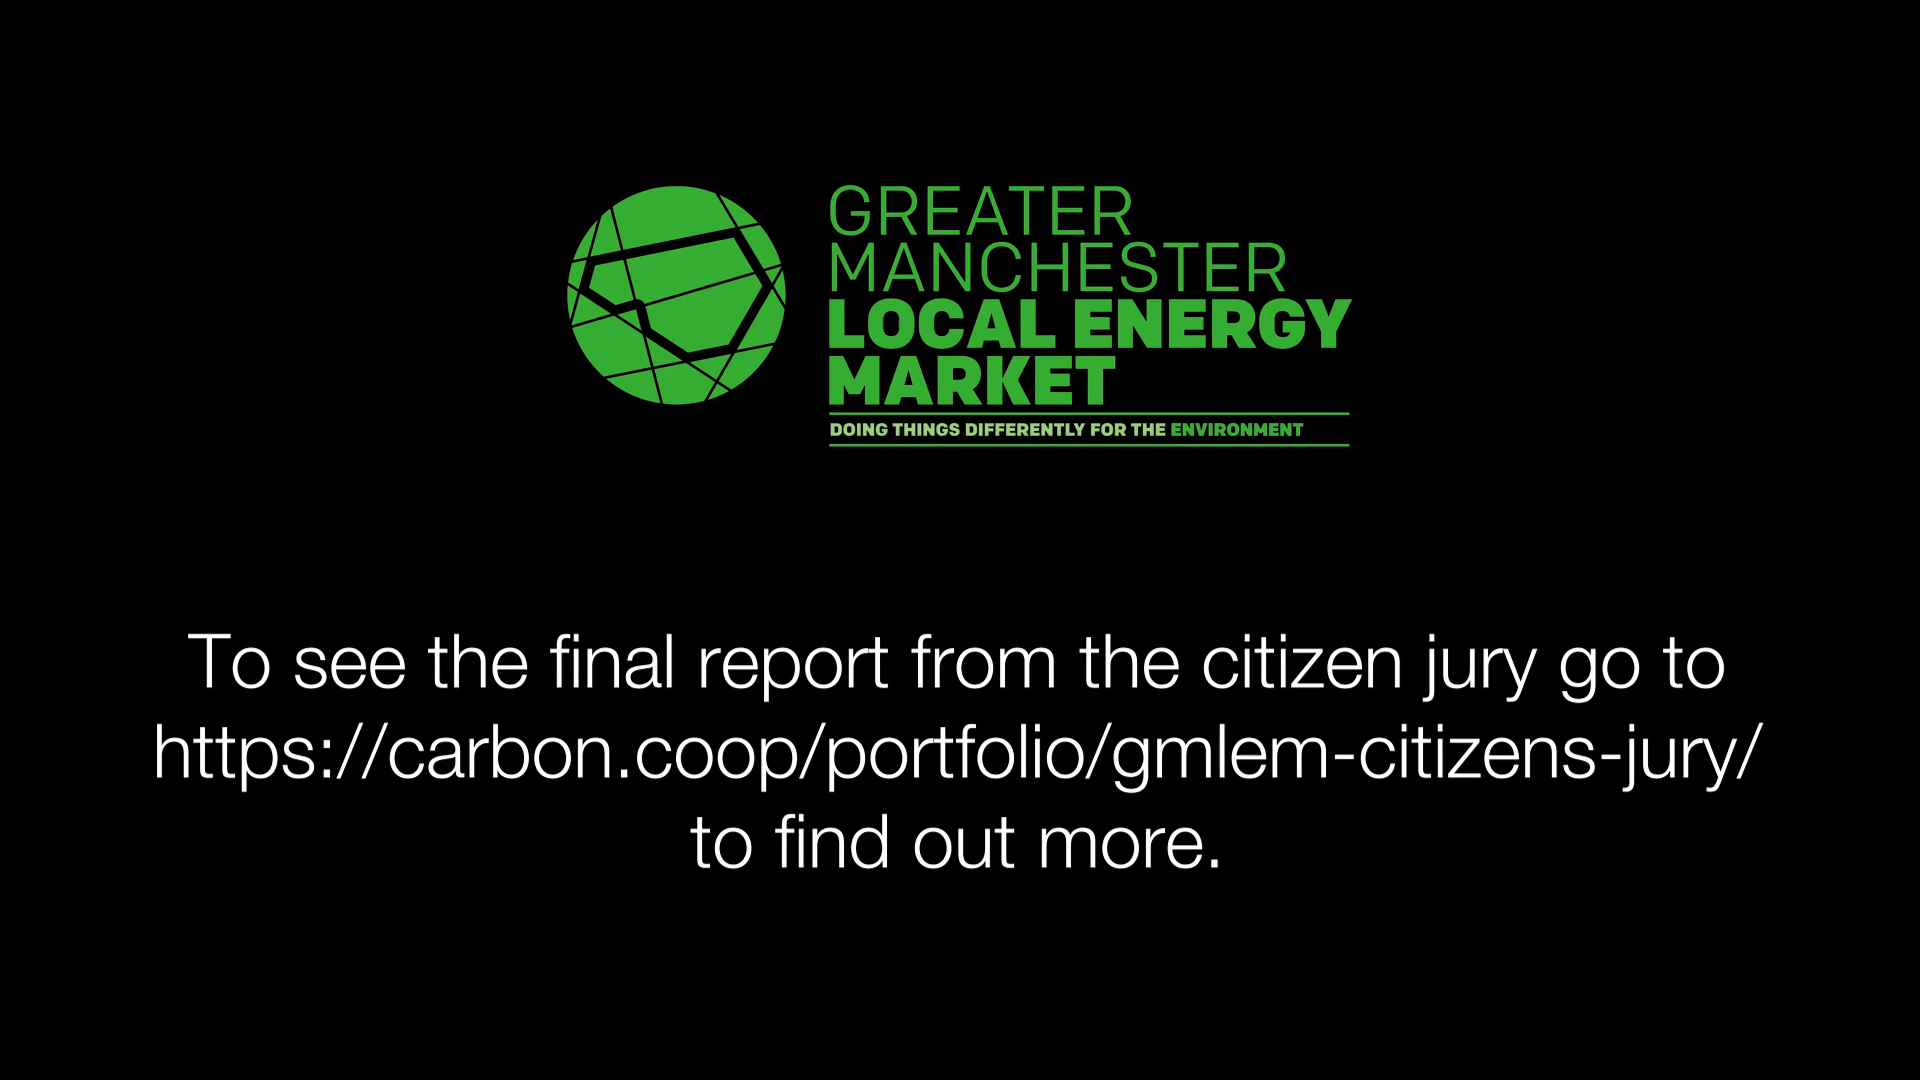 GREATER
MANCHESTER
LOCAL ENERGY
MARKET
DOING THINGS DIFFERENTLY FOR THE ENVIRONMENT
To see the final report from the citizen jury go to
https://carbon.coop/portfolio/gmlem-citizens-jury/
to find out more.